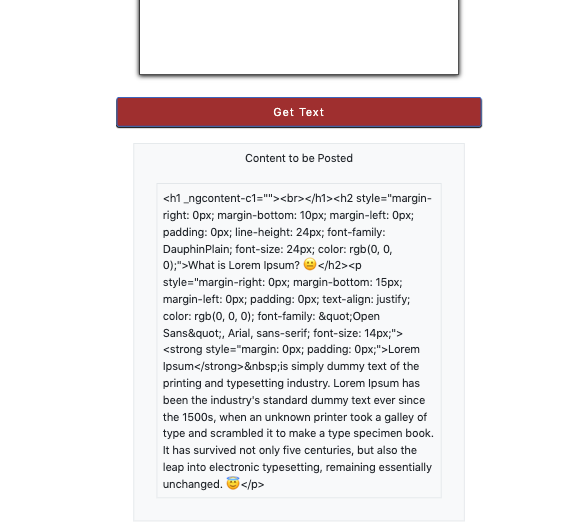 Get Text
Content to be Posted
<h1 _ngcontent-c1=""><br></h1><h2 style="margin-
right: 0px; margin-bottom: 10px; margin-left: 0px;
padding: 0px; line-height: 24px; font-family:
DauphinPlain; font-size: 24px; color: rgb(0, 0,
0);">What is Lorem Ipsum? 😀</h2><p
style="margin-right: 0px; margin-bottom: 15px;
margin-left: 0px; padding: 0px; text-align: justify;
color: rgb(0, 0, 0); font-family: &quot;Open
Sans&quot;, Arial, sans-serif; font-size: 14px;">
<strong style="margin: 0px; padding: 0px;">Lorem
Ipsum</strong>&nbsp;is simply dummy text of the
printing and typesetting industry. Lorem Ipsum has
been the industry's standard dummy text ever since
the 1500s, when an unknown printer took a galley of
type and scrambled it to make a type specimen book.
It has survived not only five centuries, but also the
leap into electronic typesetting, remaining essentially
unchanged. 😇</p>